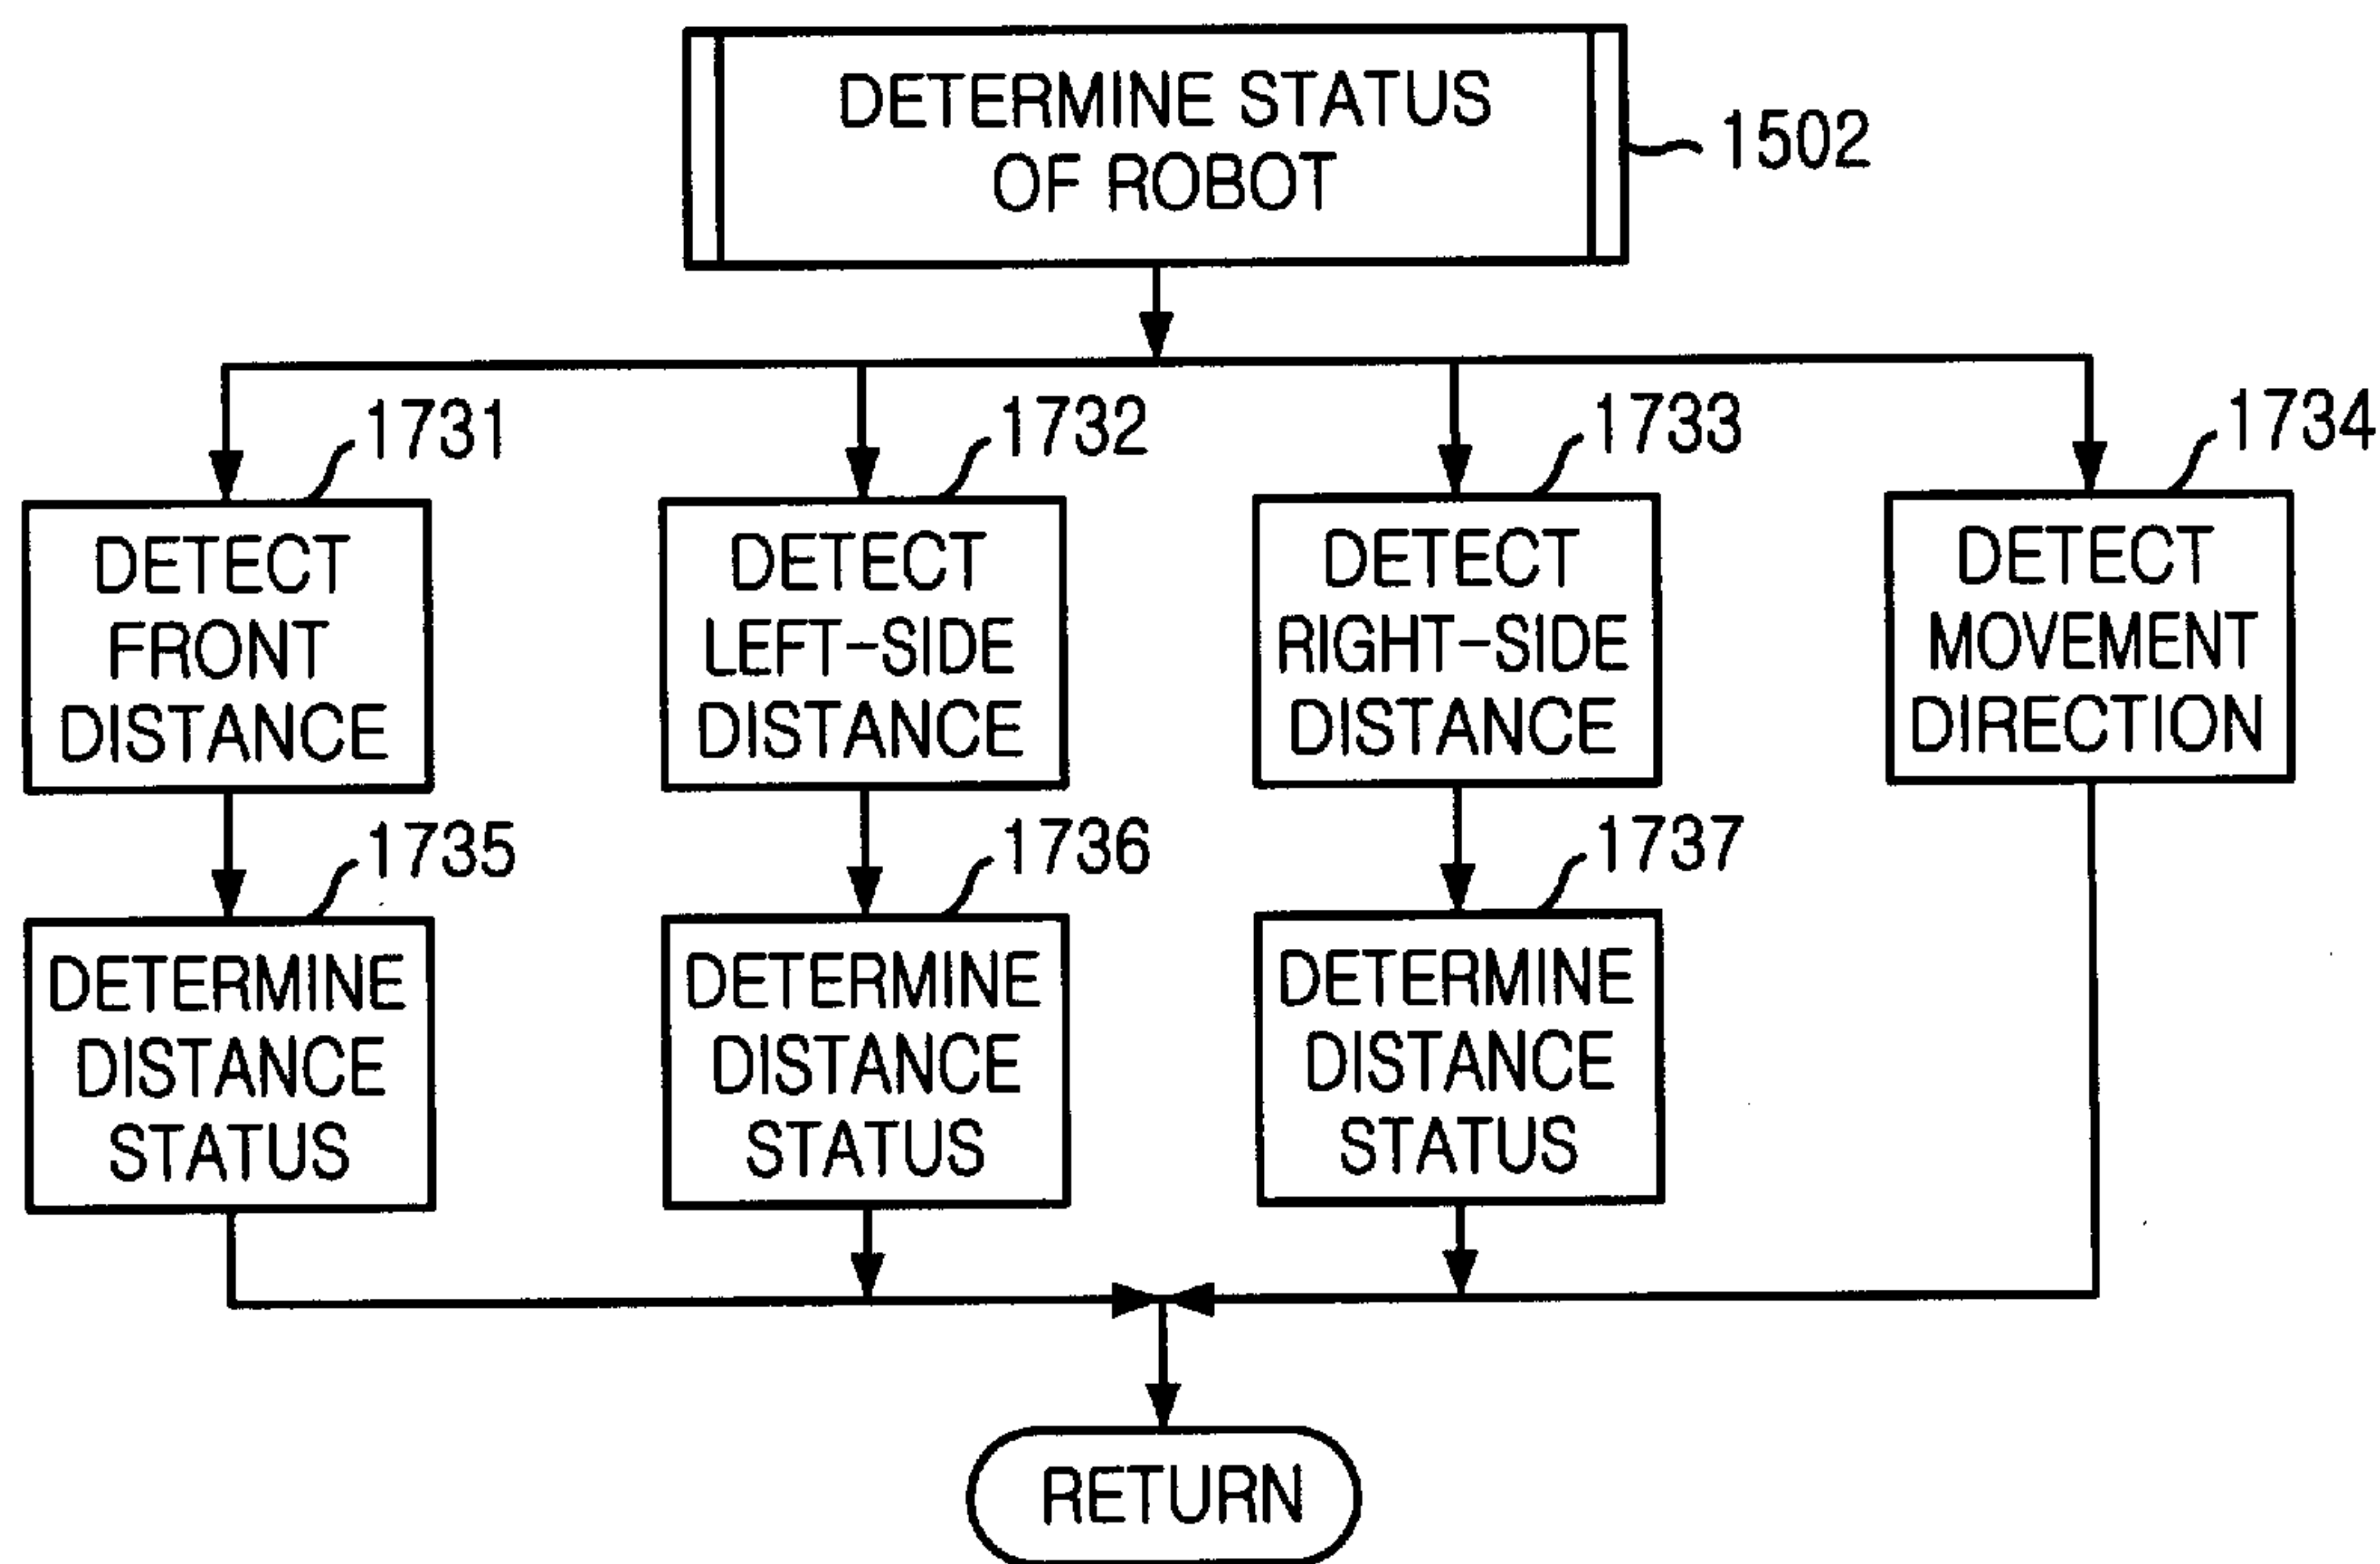 DETERMINE STATUS
OF ROBOT
1502
1731
1732
1733
1734
DETECT
FRONT
DISTANCE
DETECT
LEFT-SIDE
DISTANCE
DETECT
RIGHT-SIDE
DISTANCE
DETECT
MOVEMENT
DIRECTION
1735
1736
1737
DETERMINE
DISTANCE
STATUS
DETERMINE
DISTANCE
STATUS
DETERMINE
DISTANCE
STATUS
RETURN